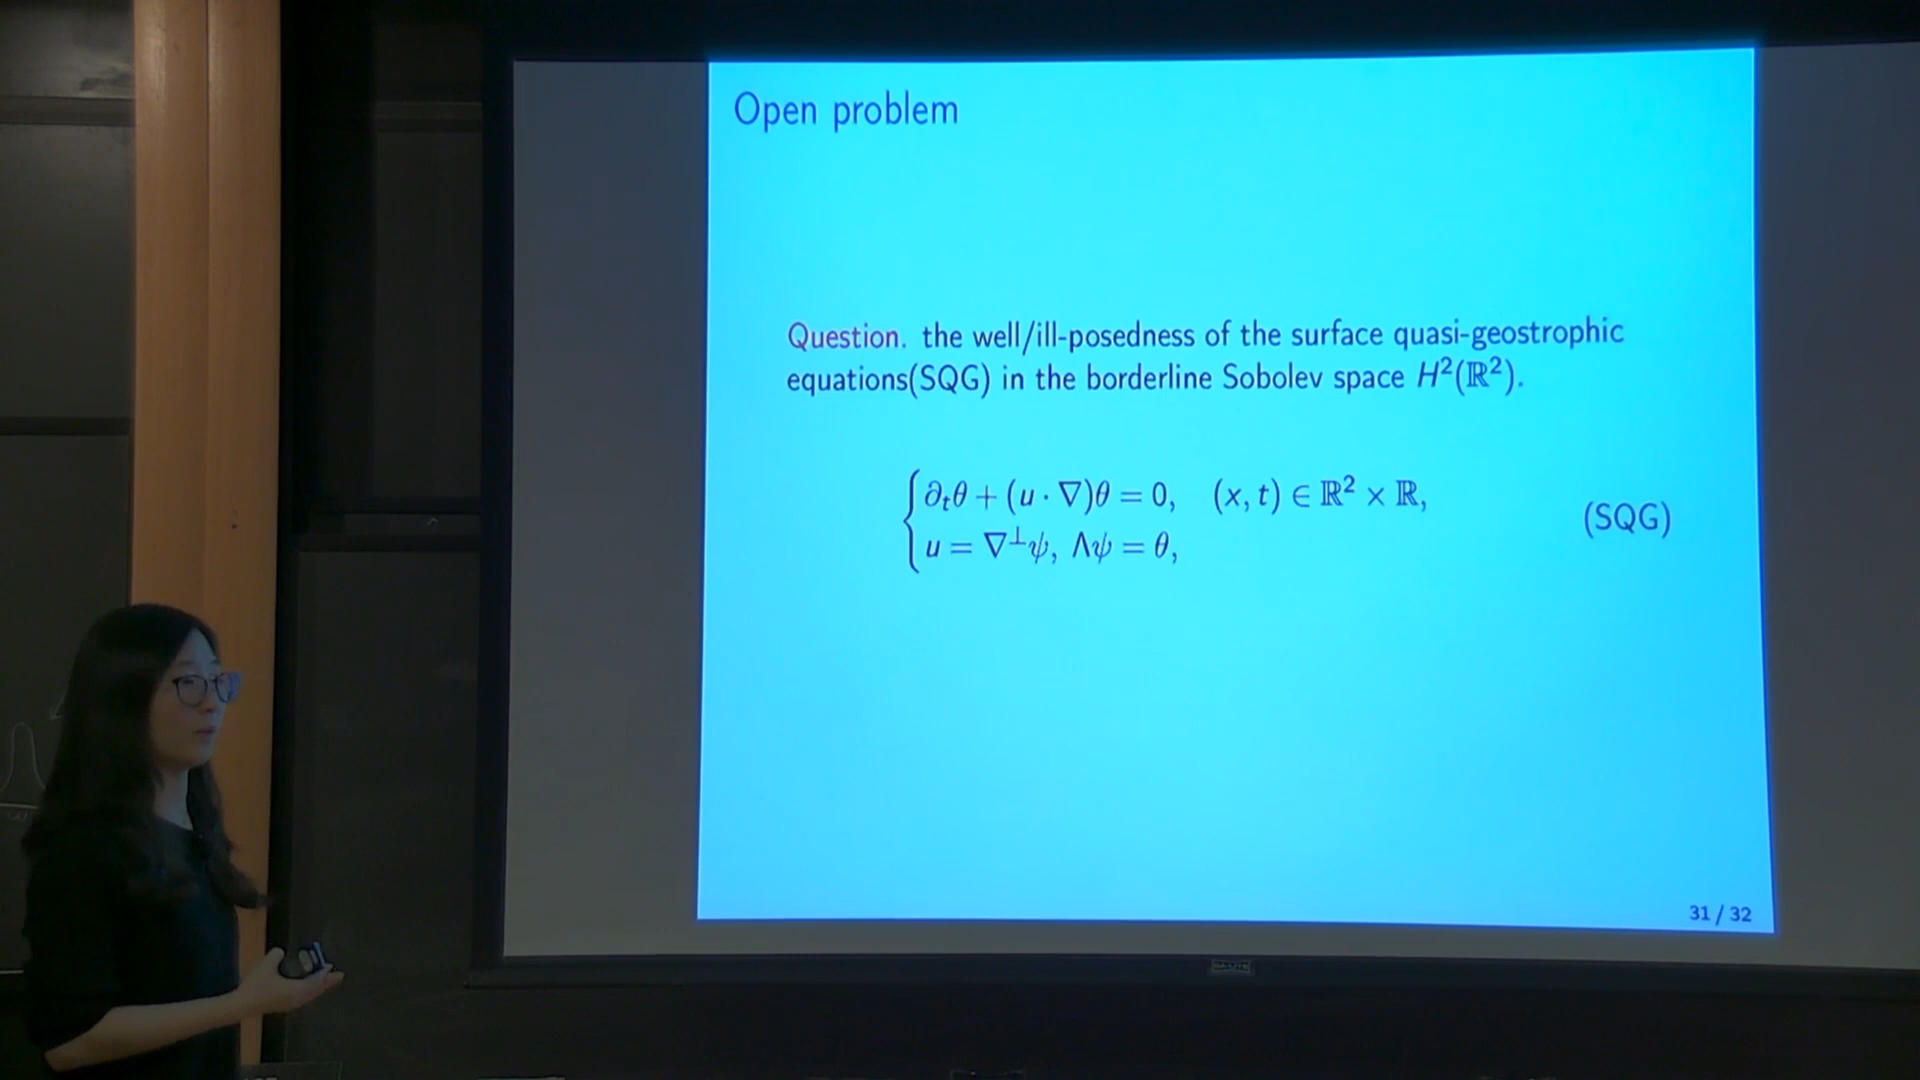 Open problem
Question. the well/ill-posedness of the surface quasi-geostrophic
equations(SQG) in the borderline Sobolev space H²(ℝ²).
∂ₜθ + (u · ∇)θ = 0, (x, t) ∈ ℝ² × ℝ,
u = ∇^⊥ψ, Λψ = θ,
(SQG)
31 / 32